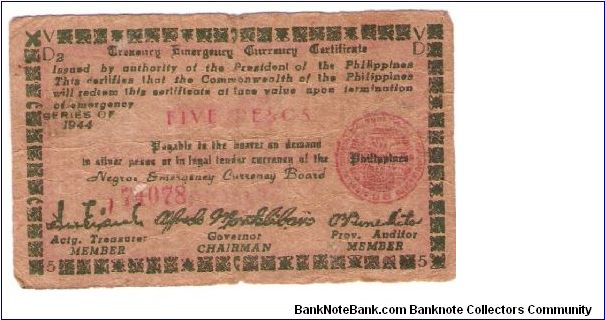 V V
D2 D
Treasury Emergency Currency Certificate
Issued by authority of the President of the Philippines
This certifies that the Commonwealth of the Philippines
will redeem this certificate at face value upon termination
of emergency
SERIES OF
1944
FIVE PESOS
Payable to the bearer on demand
in silver pesos or in legal tender currency of the
Philippines
Negros Emergency Currency Board
74078
Actg. Treasurer Governor Prov. Auditor
MEMBER CHAIRMAN MEMBER
5 5
BankNoteBank.com Banknote Collectors Community